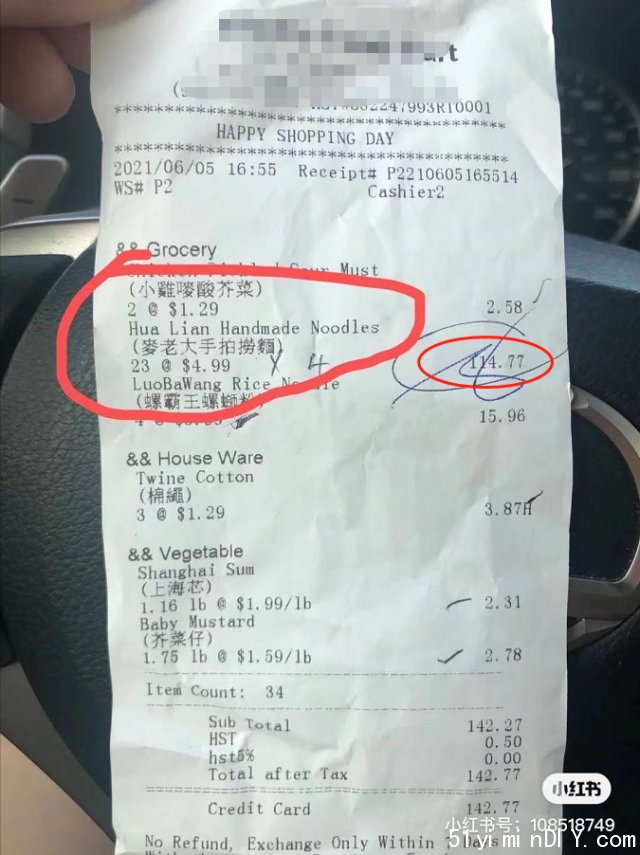 HAPPY SHOPPING DAY
2021/06/05 16:55 Receipt# P2210605165514
WS# P2 Cashier2
&& Grocery
(小雞嘜酸芥菜)
2 @ $1.29 2.58
Hua Lian Handmade Noodles
(麥老大手拍撈麵)
23 @ $4.99 X 4 114.77
LuoBaWang Rice Noodle
(螺霸王螺螄粉)
15.96
&& House Ware
Twine Cotton
(棉繩)
3 @ $1.29 3.87H
&& Vegetable
Shanghai Sum
(上海芯)
1.16 lb @ $1.99/lb 2.31
Baby Mustard
(芥菜仔)
1.75 lb @ $1.59/lb 2.78
Item Count: 34
Sub Total 142.27
HST 0.50
hst5% 0.00
Total after Tax 142.77
Credit Card 142.77
No Refund, Exchange Only Within 7 Days
小红书
小红书号: 108518749
51yiminDIY.com